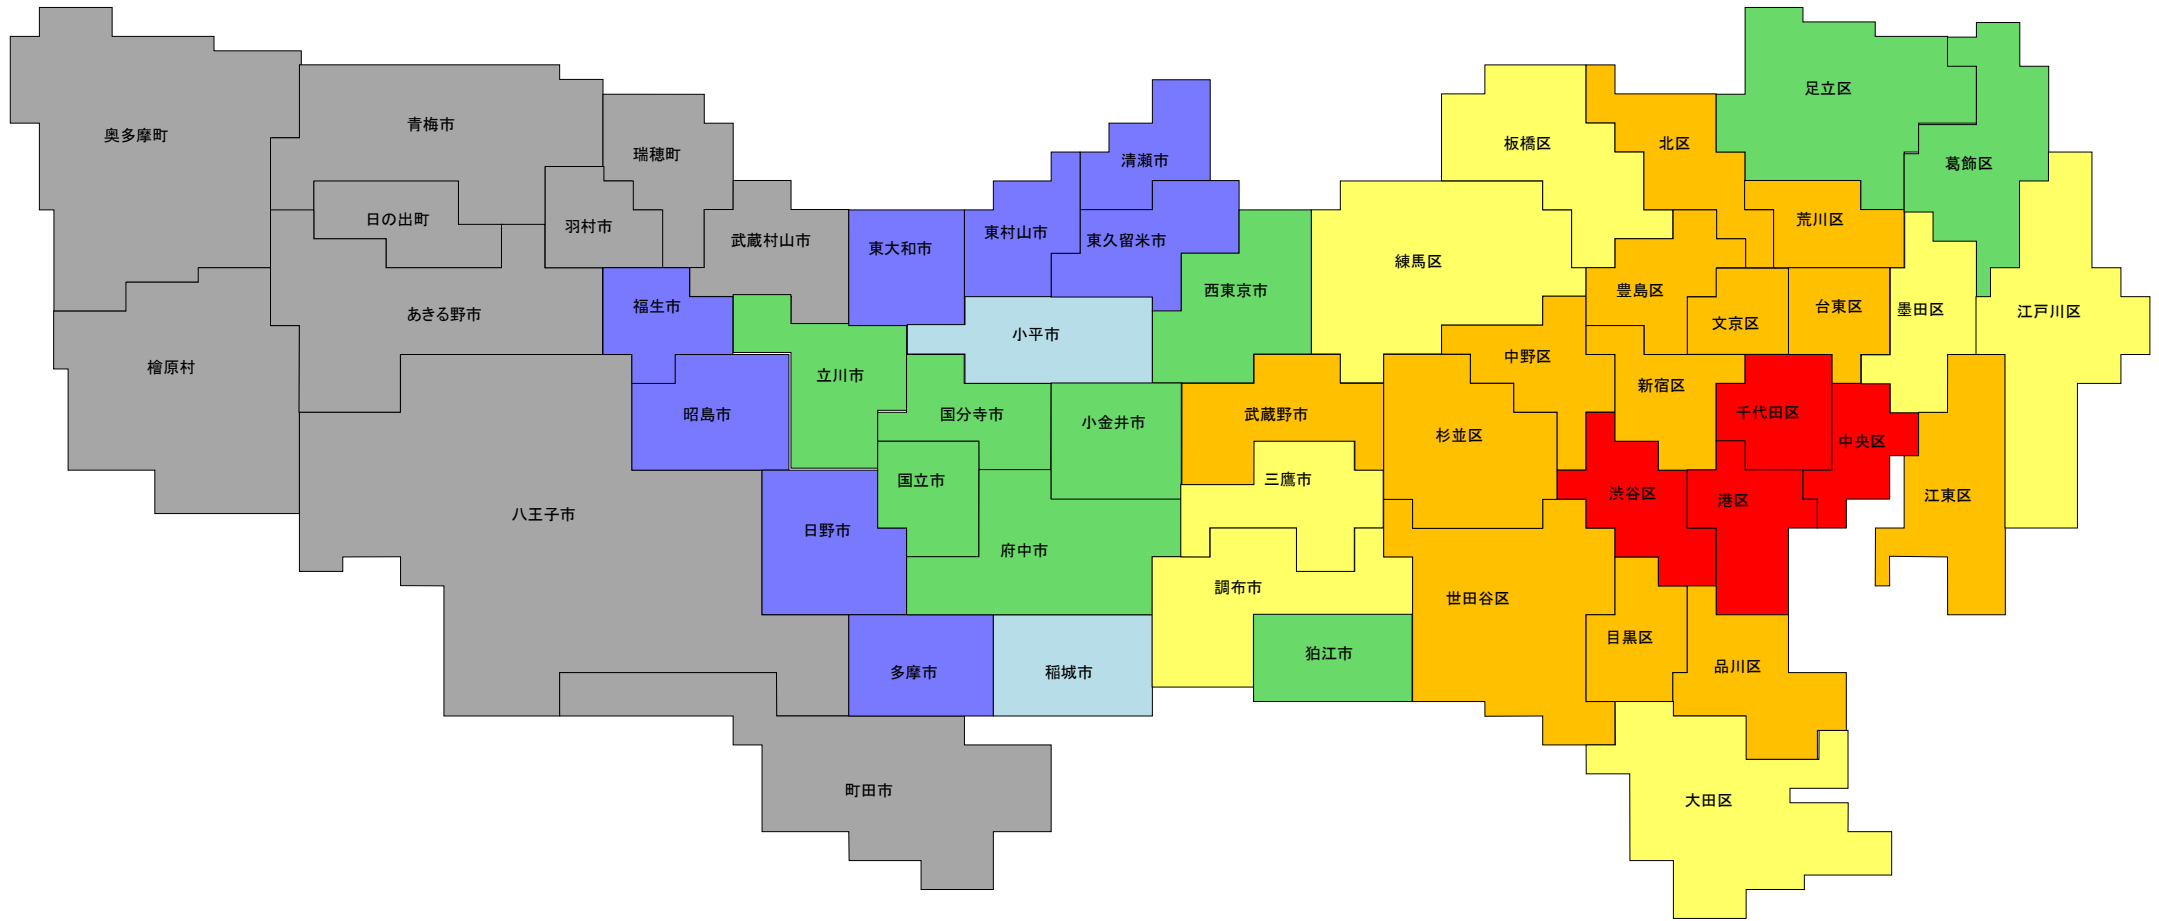 足立区
奥多摩町
青梅市
板橋区
北区
瑞穂町
清瀬市
葛飾区
日の出町
羽村市
荒川区
武蔵村山市
東村山市
東久留米市
東大和市
練馬区
西東京市
豊島区
福生市
台東区
墨田区
江戸川区
あきる野市
文京区
小平市
中野区
檜原村
立川市
新宿区
昭島市
国分寺市
武蔵野市
千代田区
小金井市
杉並区
中央区
国立市
三鷹市
渋谷区
江東区
港区
八王子市
日野市
府中市
調布市
世田谷区
目黒区
狛江市
品川区
多摩市
稲城市
町田市
大田区